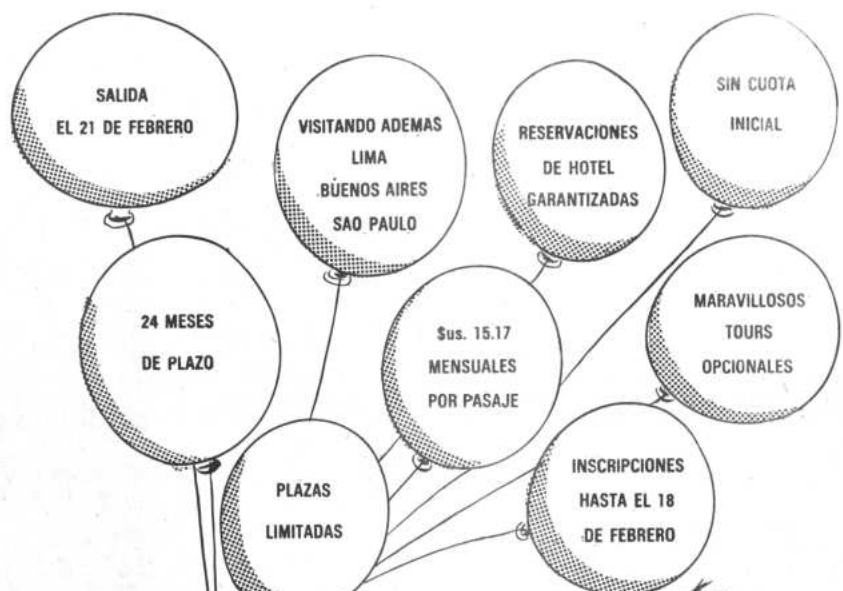 SALIDA
EL 21 DE FEBRERO
VISITANDO ADEMAS
LIMA
BUENOS AIRES
SAO PAULO
RESERVACIONES
DE HOTEL
GARANTIZADAS
SIN CUOTA
INICIAL
24 MESES
DE PLAZO
$us. 15.17
MENSUALES
POR PASAJE
MARAVILLOSOS
TOURS
OPCIONALES
PLAZAS
LIMITADAS
INSCRIPCIONES
HASTA EL 18
DE FEBRERO